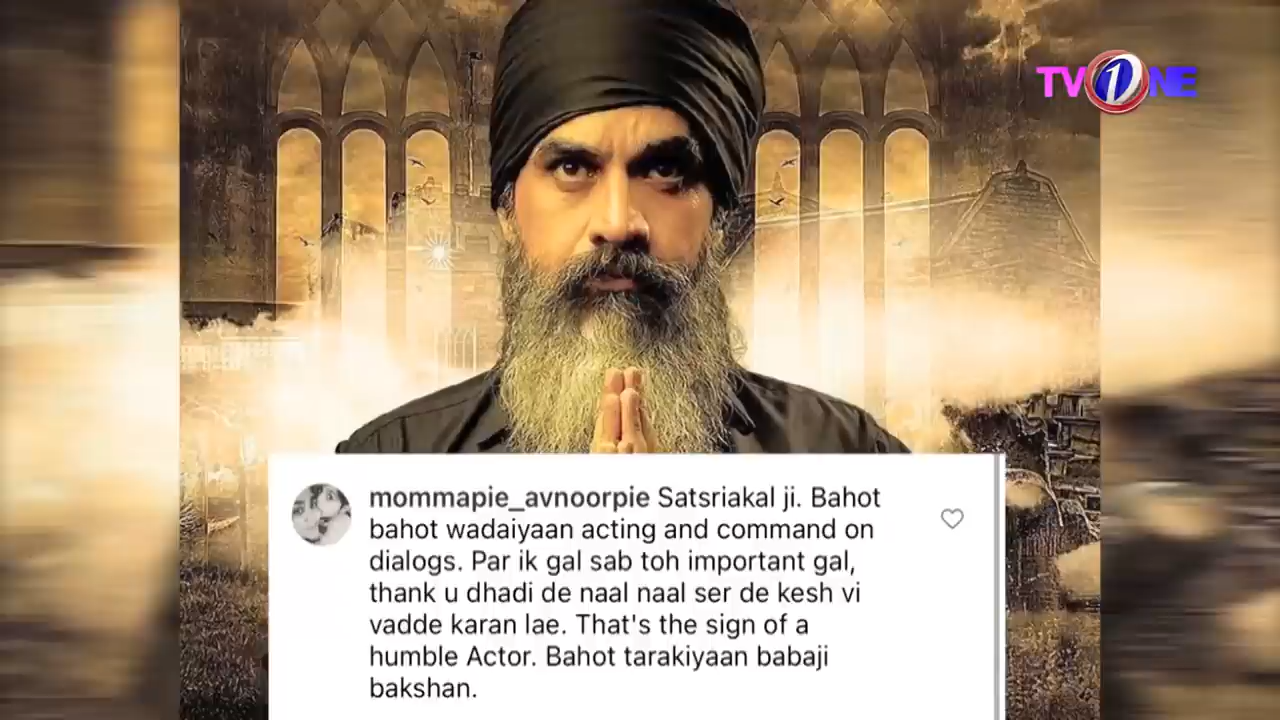 TV ONE
mommapie_avnoorpie Satsriakal ji. Bahot
bahot wadaiyaan acting and command on
dialogs. Par ik gal sab toh important gal,
thank u dhadi de naal naal ser de kesh vi
vadde karan lae. That's the sign of a
humble Actor. Bahot tarakiyaan babaji
bakshan.